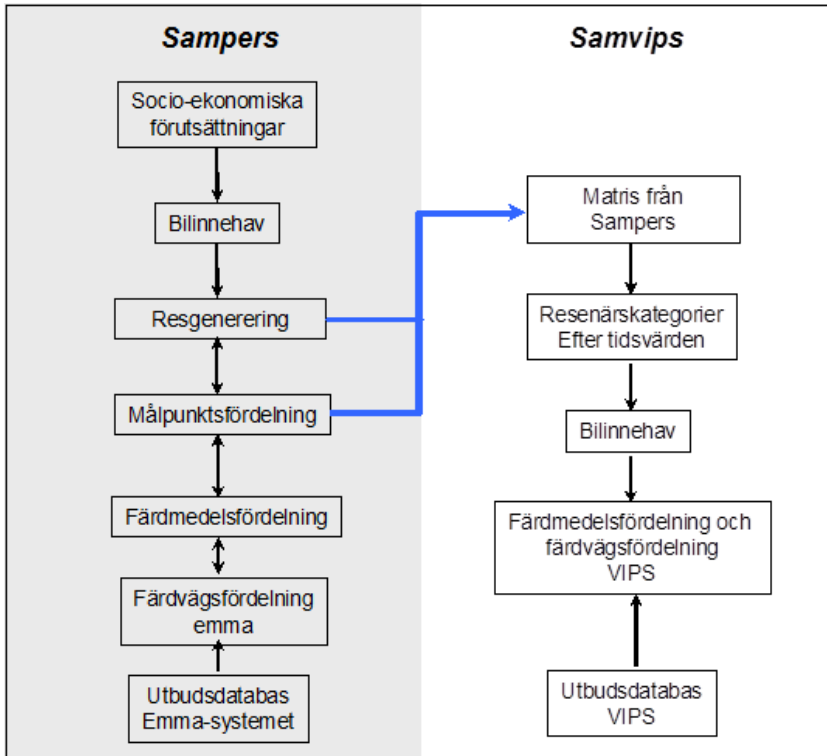 Sampers
Socio-ekonomiska
förutsättningar
Bilinnehav
Resgenerering
Målpunktsfördelning
Färdmedelsfördelning
Färdvägsfördelning
emma
Utbudsdatabas
Emma-systemet
Samvips
Matris från
Sampers
Resenärskategorier
Efter tidsvärden
Bilinnehav
Färdmedelsfördelning och
färdvägsfördelning
VIPS
Utbudsdatabas
VIPS